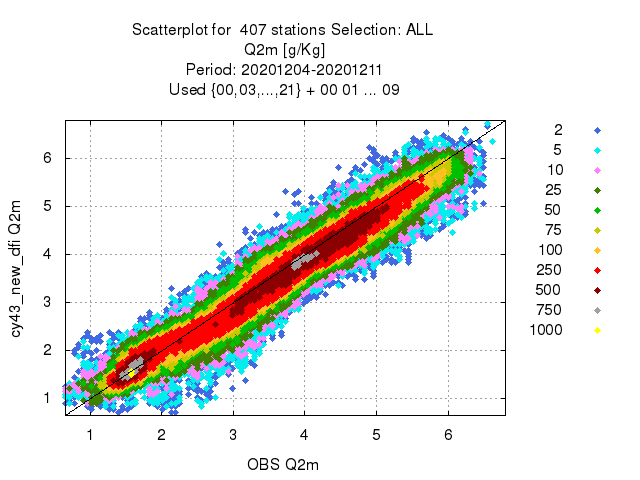 Scatterplot for 407 stations Selection: ALL
Q2m [g/Kg]
Period: 20201204-20201211
Used {00,03,...,21} + 00 01 ... 09
cy43_new_dfi Q2m
6
5
4
3
2
1
1 2 3 4 5 6
OBS Q2m
2
5
10
25
50
75
100
250
500
750
1000